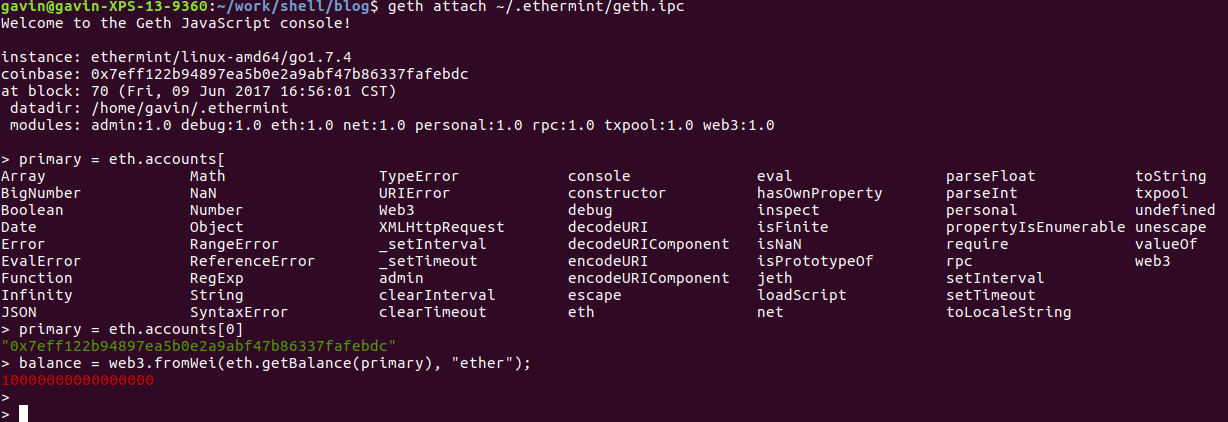 gavin@gavin-XPS-13-9360:~/work/shell/blog$ geth attach ~/.ethermint/geth.ipc
Welcome to the Geth JavaScript console!
instance: ethermint/linux-amd64/go1.7.4
coinbase: 0x7eff122b94897ea5b0e2a9abf47b86337fafebdc
at block: 70 (Fri, 09 Jun 2017 16:56:01 CST)
 datadir: /home/gavin/.ethermint
 modules: admin:1.0 debug:1.0 eth:1.0 net:1.0 personal:1.0 rpc:1.0 txpool:1.0 web3:1.0
> primary = eth.accounts[
Array Math TypeError console eval parseFloat toString
BigNumber NaN URIError constructor hasOwnProperty parseInt txpool
Boolean Number Web3 debug inspect personal undefined
Date Object XMLHttpRequest decodeURI isFinite propertyIsEnumerable unescape
Error RangeError _setInterval decodeURIComponent isNaN require valueOf
EvalError ReferenceError _setTimeout encodeURI isPrototypeOf rpc web3
Function RegExp admin encodeURIComponent jeth setInterval
Infinity String clearInterval escape loadScript setTimeout
JSON SyntaxError clearTimeout eth net toLocaleString
> primary = eth.accounts[0]
"0x7eff122b94897ea5b0e2a9abf47b86337fafebdc"
> balance = web3.fromWei(eth.getBalance(primary), "ether");
10000000000000000
>
>